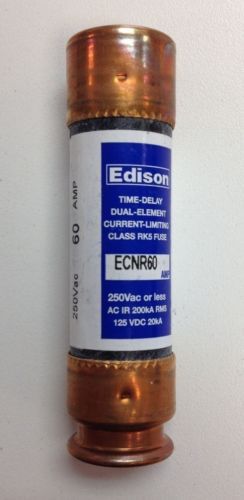 Edison
TIME-DELAY
DUAL-ELEMENT
CURRENT-LIMITING
CLASS RK5 FUSE
ECNR60
AMP
250Vac or less
AC IR 200kA RMS
125 VDC 20kA
250Vac 60 AMP